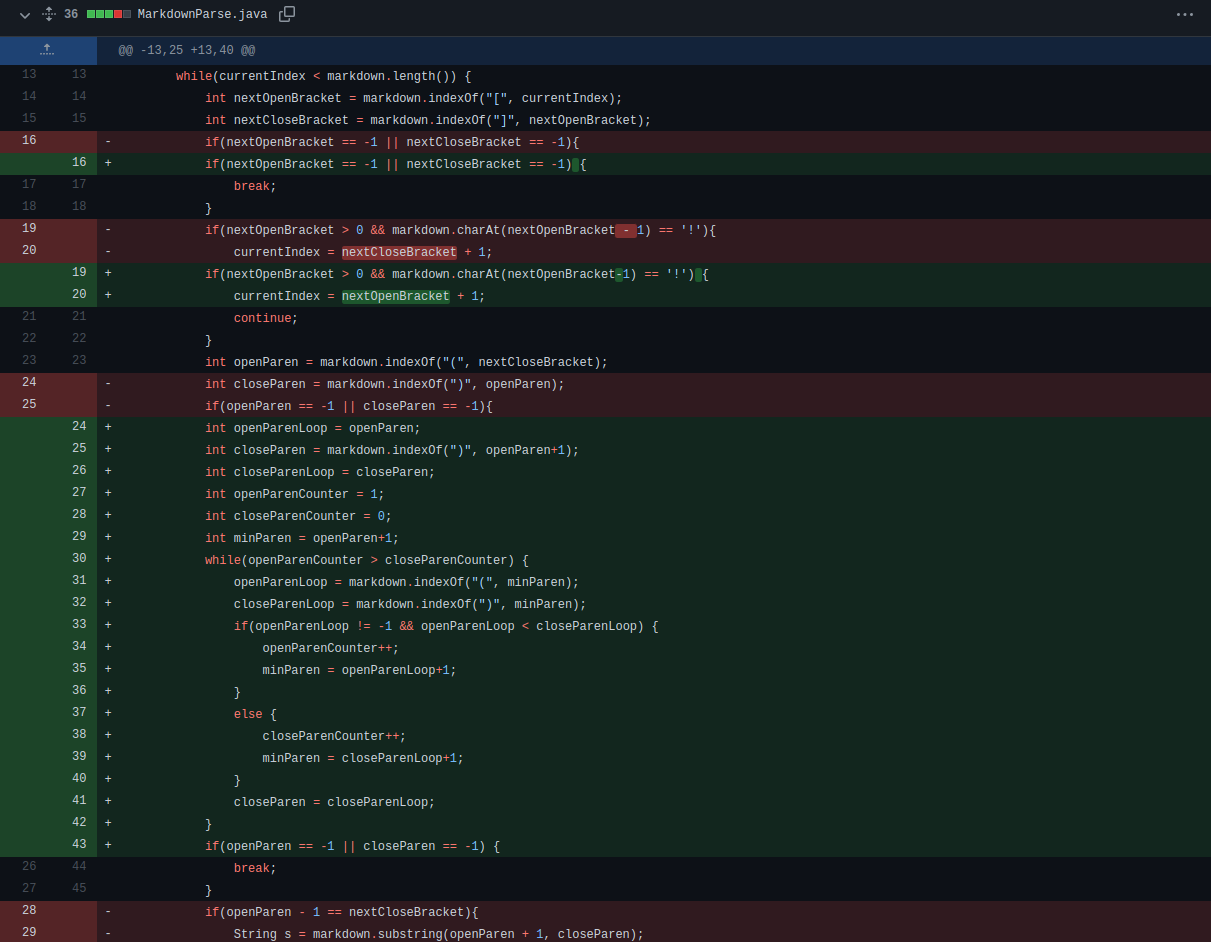 36 MarkdownParse.java
@@ -13,25 +13,40 @@
13 13 while(currentIndex < markdown.length()) {
14 14 int nextOpenBracket = markdown.indexOf("[", currentIndex);
15 15 int nextCloseBracket = markdown.indexOf("]", nextOpenBracket);
16 - if(nextOpenBracket == -1 || nextCloseBracket == -1){
16 + if(nextOpenBracket == -1 || nextCloseBracket == -1) {
17 17 break;
18 18 }
19 - if(nextOpenBracket > 0 && markdown.charAt(nextOpenBracket - 1) == '!'){
20 - currentIndex = nextCloseBracket + 1;
19 + if(nextOpenBracket > 0 && markdown.charAt(nextOpenBracket-1) == '!') {
20 + currentIndex = nextOpenBracket + 1;
21 21 continue;
22 22 }
23 23 int openParen = markdown.indexOf("(", nextCloseBracket);
24 - int closeParen = markdown.indexOf(")", openParen);
25 - if(openParen == -1 || closeParen == -1){
24 + int openParenLoop = openParen;
25 + int closeParen = markdown.indexOf(")", openParen+1);
26 + int closeParenLoop = closeParen;
27 + int openParenCounter = 1;
28 + int closeParenCounter = 0;
29 + int minParen = openParen+1;
30 + while(openParenCounter > closeParenCounter) {
31 + openParenLoop = markdown.indexOf("(", minParen);
32 + closeParenLoop = markdown.indexOf(")", minParen);
33 + if(openParenLoop != -1 && openParenLoop < closeParenLoop) {
34 + openParenCounter++;
35 + minParen = openParenLoop+1;
36 + }
37 + else {
38 + closeParenCounter++;
39 + minParen = closeParenLoop+1;
40 + }
41 + closeParen = closeParenLoop;
42 + }
43 + if(openParen == -1 || closeParen == -1) {
26 44 break;
27 45 }
28 - if(openParen - 1 == nextCloseBracket){
29 - String s = markdown.substring(openParen + 1, closeParen);